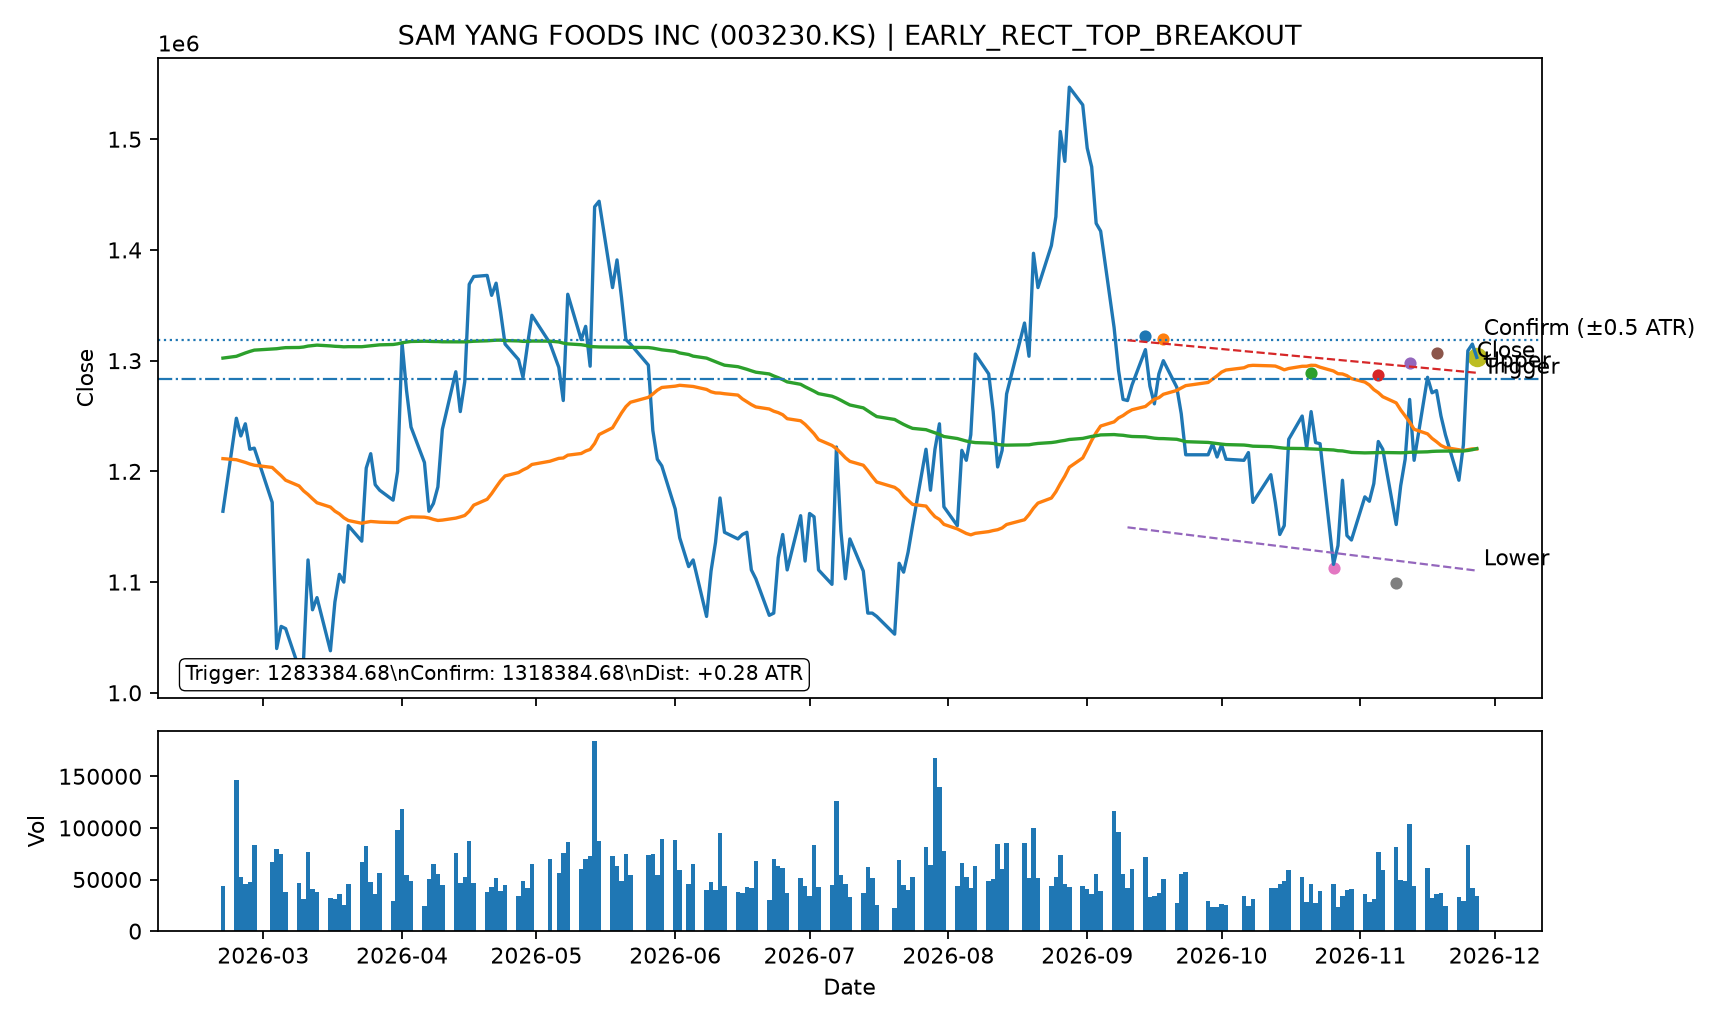 SAM YANG FOODS INC (003230.KS) | EARLY_RECT_TOP_BREAKOUT
1e6
1.5
1.4
1.3
1.2
1.1
1.0
Close
Confirm (±0.5 ATR)
Close
Upper
Trigger
Lower
Trigger: 1283384.68\nConfirm: 1318384.68\nDist: +0.28 ATR
150000
100000
50000
0
Vol
2026-03
2026-04
2026-05
2026-06
2026-07
2026-08
2026-09
2026-10
2026-11
2026-12
Date